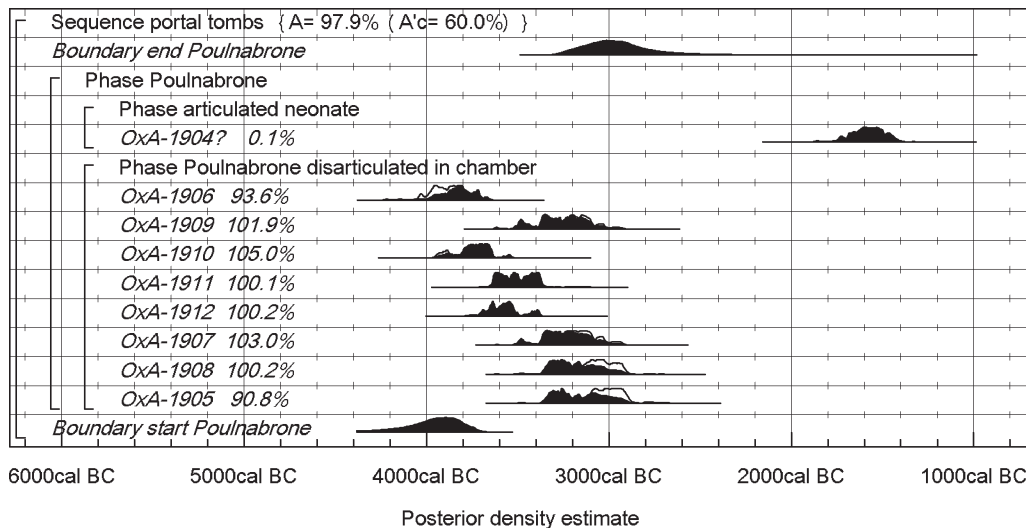 Sequence portal tombs { A= 97.9% ( A'c= 60.0% ) }
Boundary end Poulnabrone
Phase Poulnabrone
Phase articulated neonate
OxA-1904? 0.1%
Phase Poulnabrone disarticulated in chamber
OxA-1906 93.6%
OxA-1909 101.9%
OxA-1910 105.0%
OxA-1911 100.1%
OxA-1912 100.2%
OxA-1907 103.0%
OxA-1908 100.2%
OxA-1905 90.8%
Boundary start Poulnabrone
6000cal BC 5000cal BC 4000cal BC 3000cal BC 2000cal BC 1000cal BC
Posterior density estimate